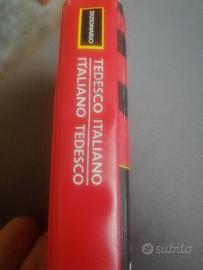 DIZIONARIO
TEDESCO ITALIANO
ITALIANO TEDESCO
subito